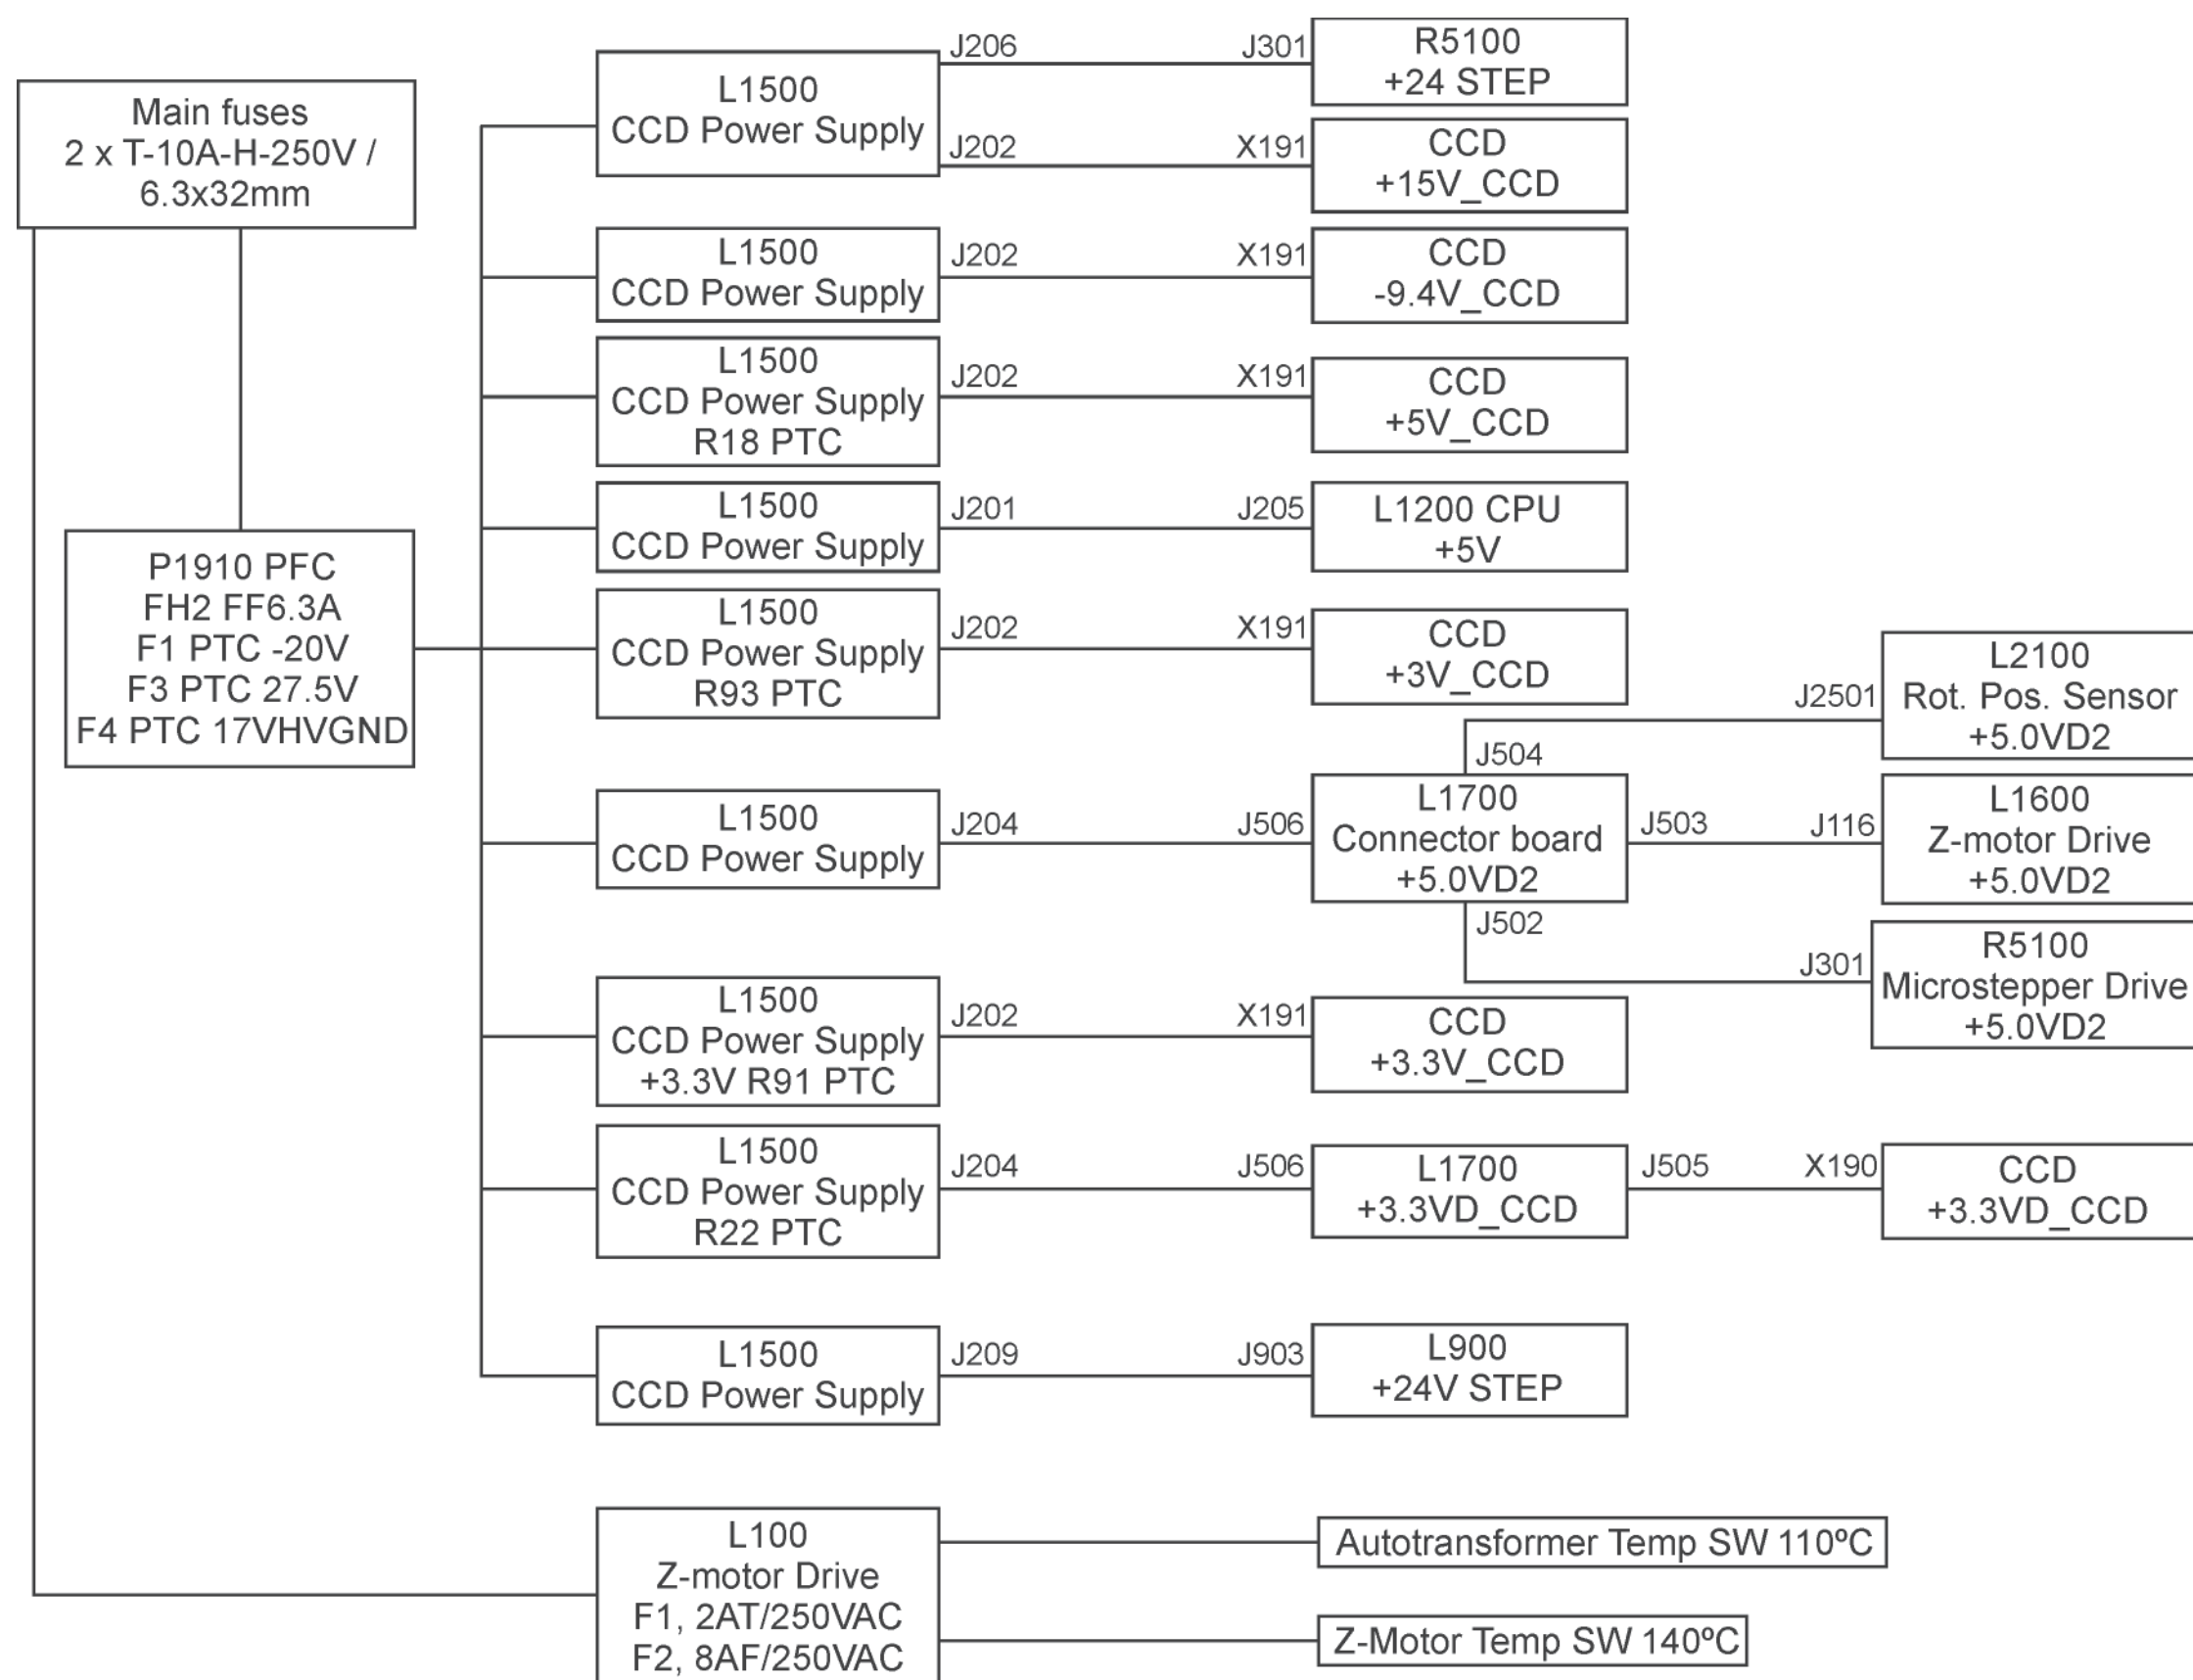 Main fuses
2 x T-10A-H-250V /
6.3x32mm
P1910 PFC
FH2 FF6.3A
F1 PTC -20V
F3 PTC 27.5V
F4 PTC 17VHVGND
L1500
CCD Power Supply
J206
J301
R5100
+24 STEP
J202
X191
CCD
+15V_CCD
L1500
CCD Power Supply
J202
X191
CCD
-9.4V_CCD
L1500
CCD Power Supply
R18 PTC
J202
X191
CCD
+5V_CCD
L1500
CCD Power Supply
J201
J205
L1200 CPU
+5V
L1500
CCD Power Supply
R93 PTC
J202
X191
CCD
+3V_CCD
L1500
CCD Power Supply
J204
J506
L1700
Connector board
+5.0VD2
J504
J2501
L2100
Rot. Pos. Sensor
+5.0VD2
J503
J116
L1600
Z-motor Drive
+5.0VD2
J502
J301
R5100
Microstepper Drive
+5.0VD2
L1500
CCD Power Supply
+3.3V R91 PTC
J202
X191
CCD
+3.3V_CCD
L1500
CCD Power Supply
R22 PTC
J204
J506
L1700
+3.3VD_CCD
J505
X190
CCD
+3.3VD_CCD
L1500
CCD Power Supply
J209
J903
L900
+24V STEP
L100
Z-motor Drive
F1, 2AT/250VAC
F2, 8AF/250VAC
Autotransformer Temp SW 110ºC
Z-Motor Temp SW 140ºC